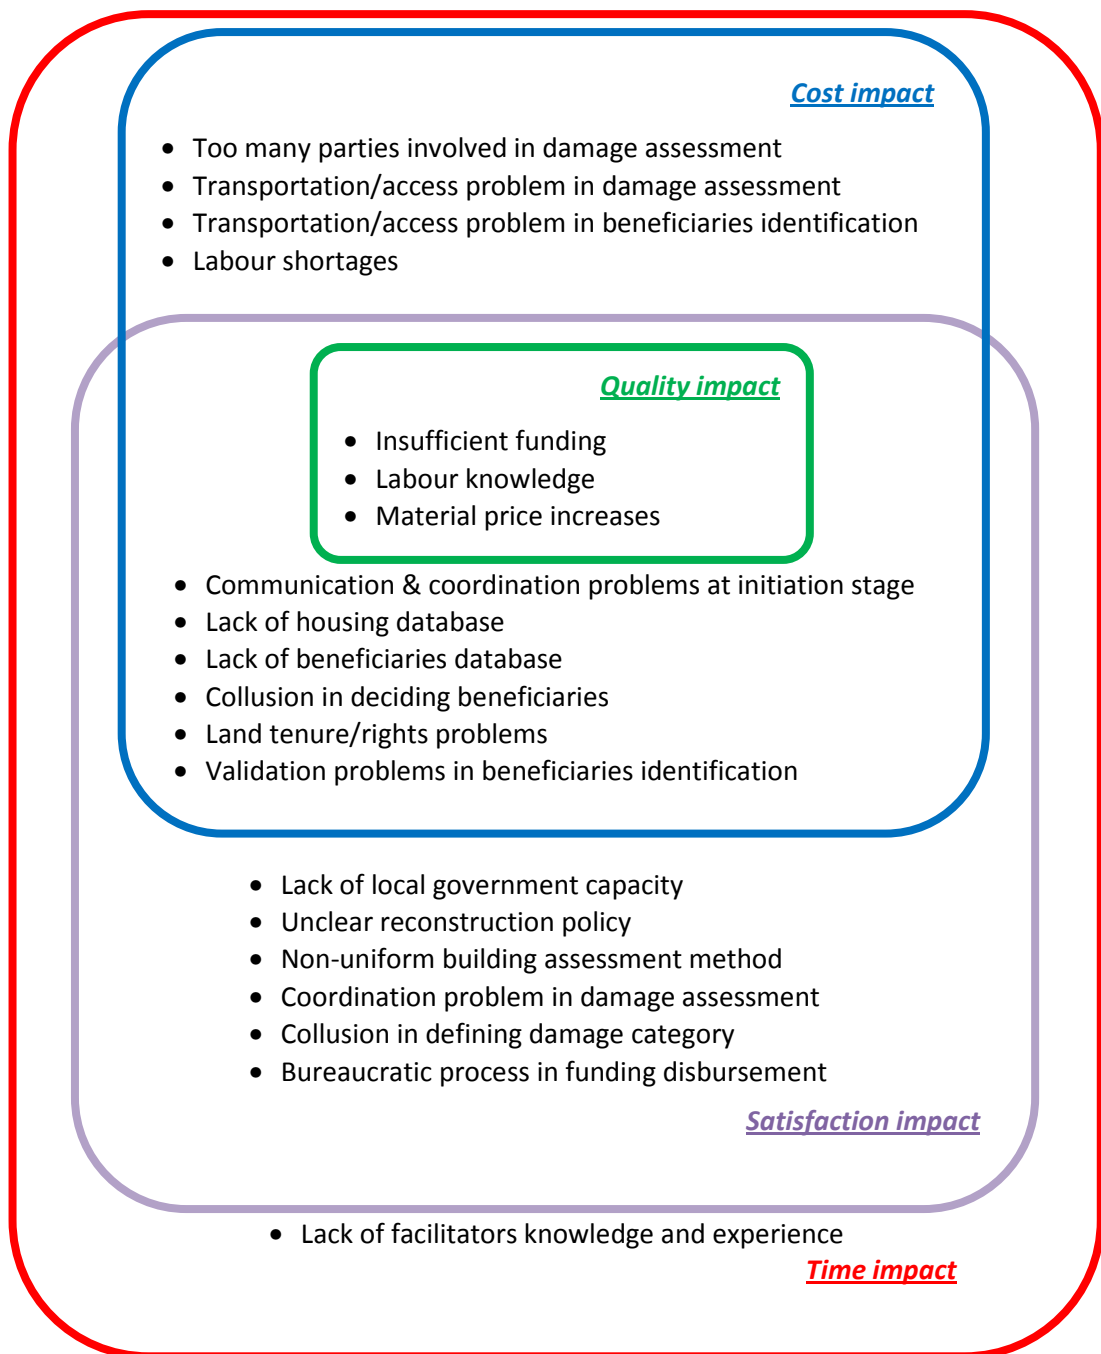 Cost impact
• Too many parties involved in damage assessment
• Transportation/access problem in damage assessment
• Transportation/access problem in beneficiaries identification
• Labour shortages
Quality impact
• Insufficient funding
• Labour knowledge
• Material price increases
• Communication & coordination problems at initiation stage
• Lack of housing database
• Lack of beneficiaries database
• Collusion in deciding beneficiaries
• Land tenure/rights problems
• Validation problems in beneficiaries identification
• Lack of local government capacity
• Unclear reconstruction policy
• Non-uniform building assessment method
• Coordination problem in damage assessment
• Collusion in defining damage category
• Bureaucratic process in funding disbursement
Satisfaction impact
• Lack of facilitators knowledge and experience
Time impact